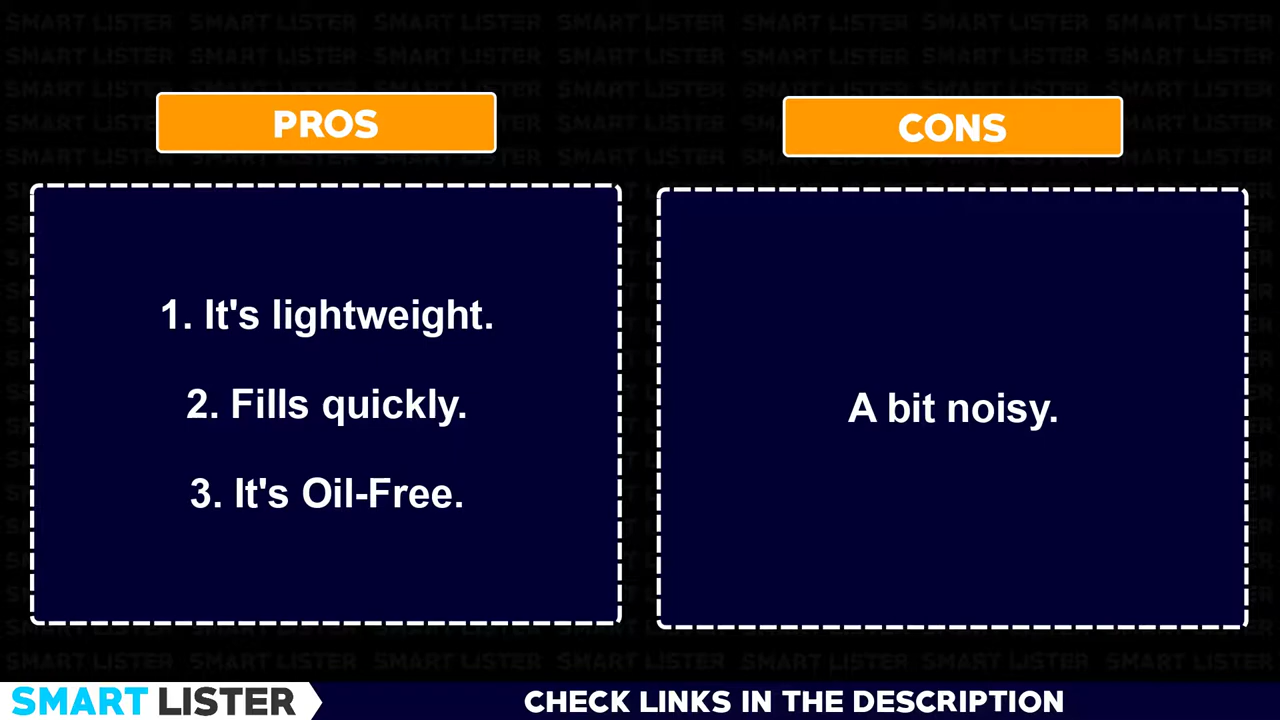 PROS
CONS
1. It's lightweight.
2. Fills quickly.
3. It's Oil-Free.
A bit noisy.
SMART LISTER
CHECK LINKS IN THE DESCRIPTION